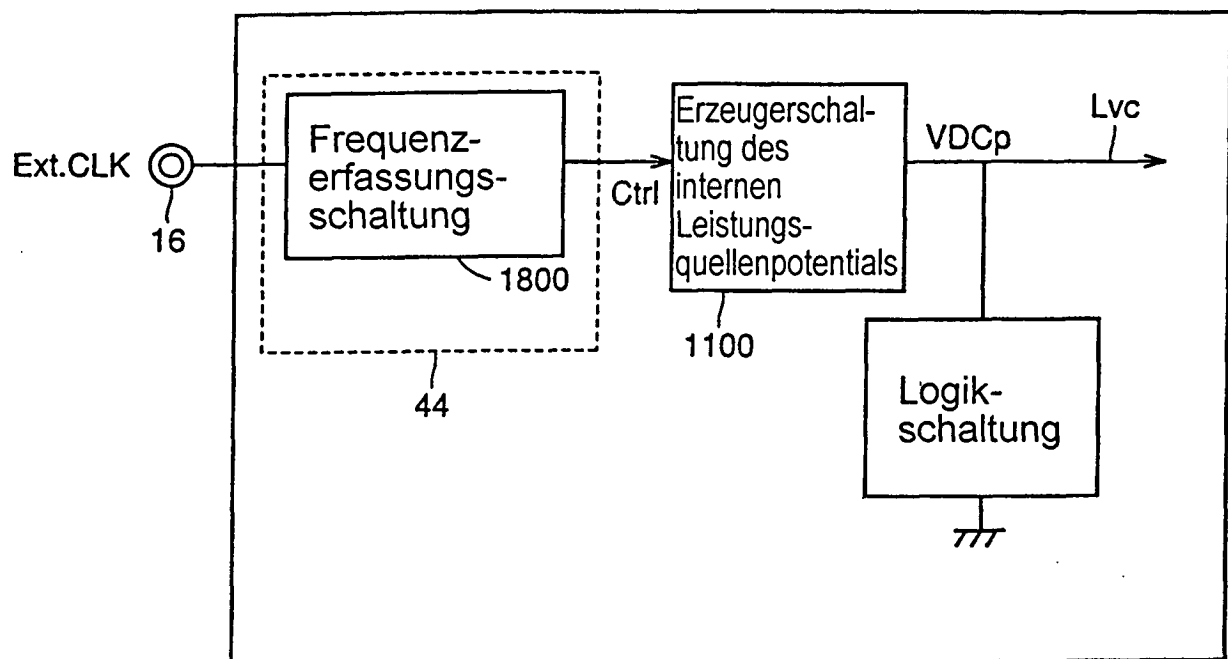 Ext.CLK
16
Frequenz-
erfassungs-
schaltung
1800
44
Ctrl
Erzeugerschal-
tung des
internen
Leistungs-
quellenpotentials
1100
VDCp
Lvc
Logik-
schaltung